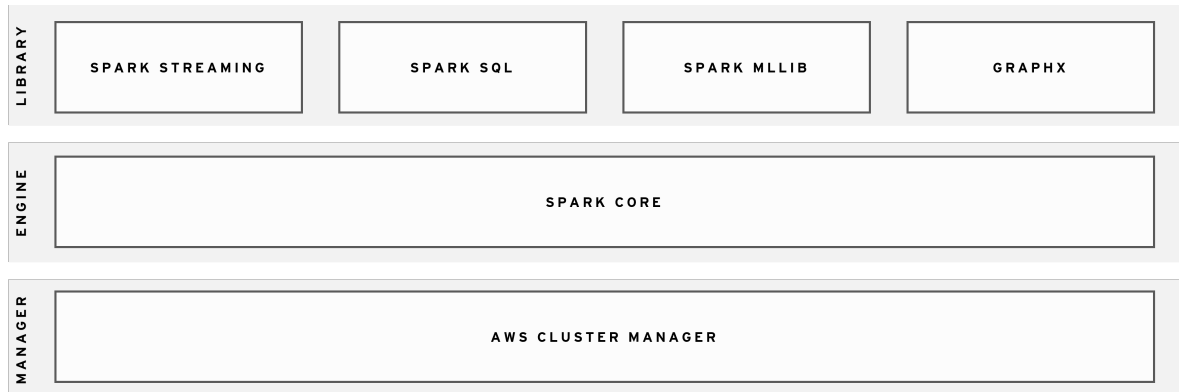 LIBRARY
SPARK STREAMING
SPARK SQL
SPARK MLLIB
GRAPHX
ENGINE
SPARK CORE
MANAGER
AWS CLUSTER MANAGER